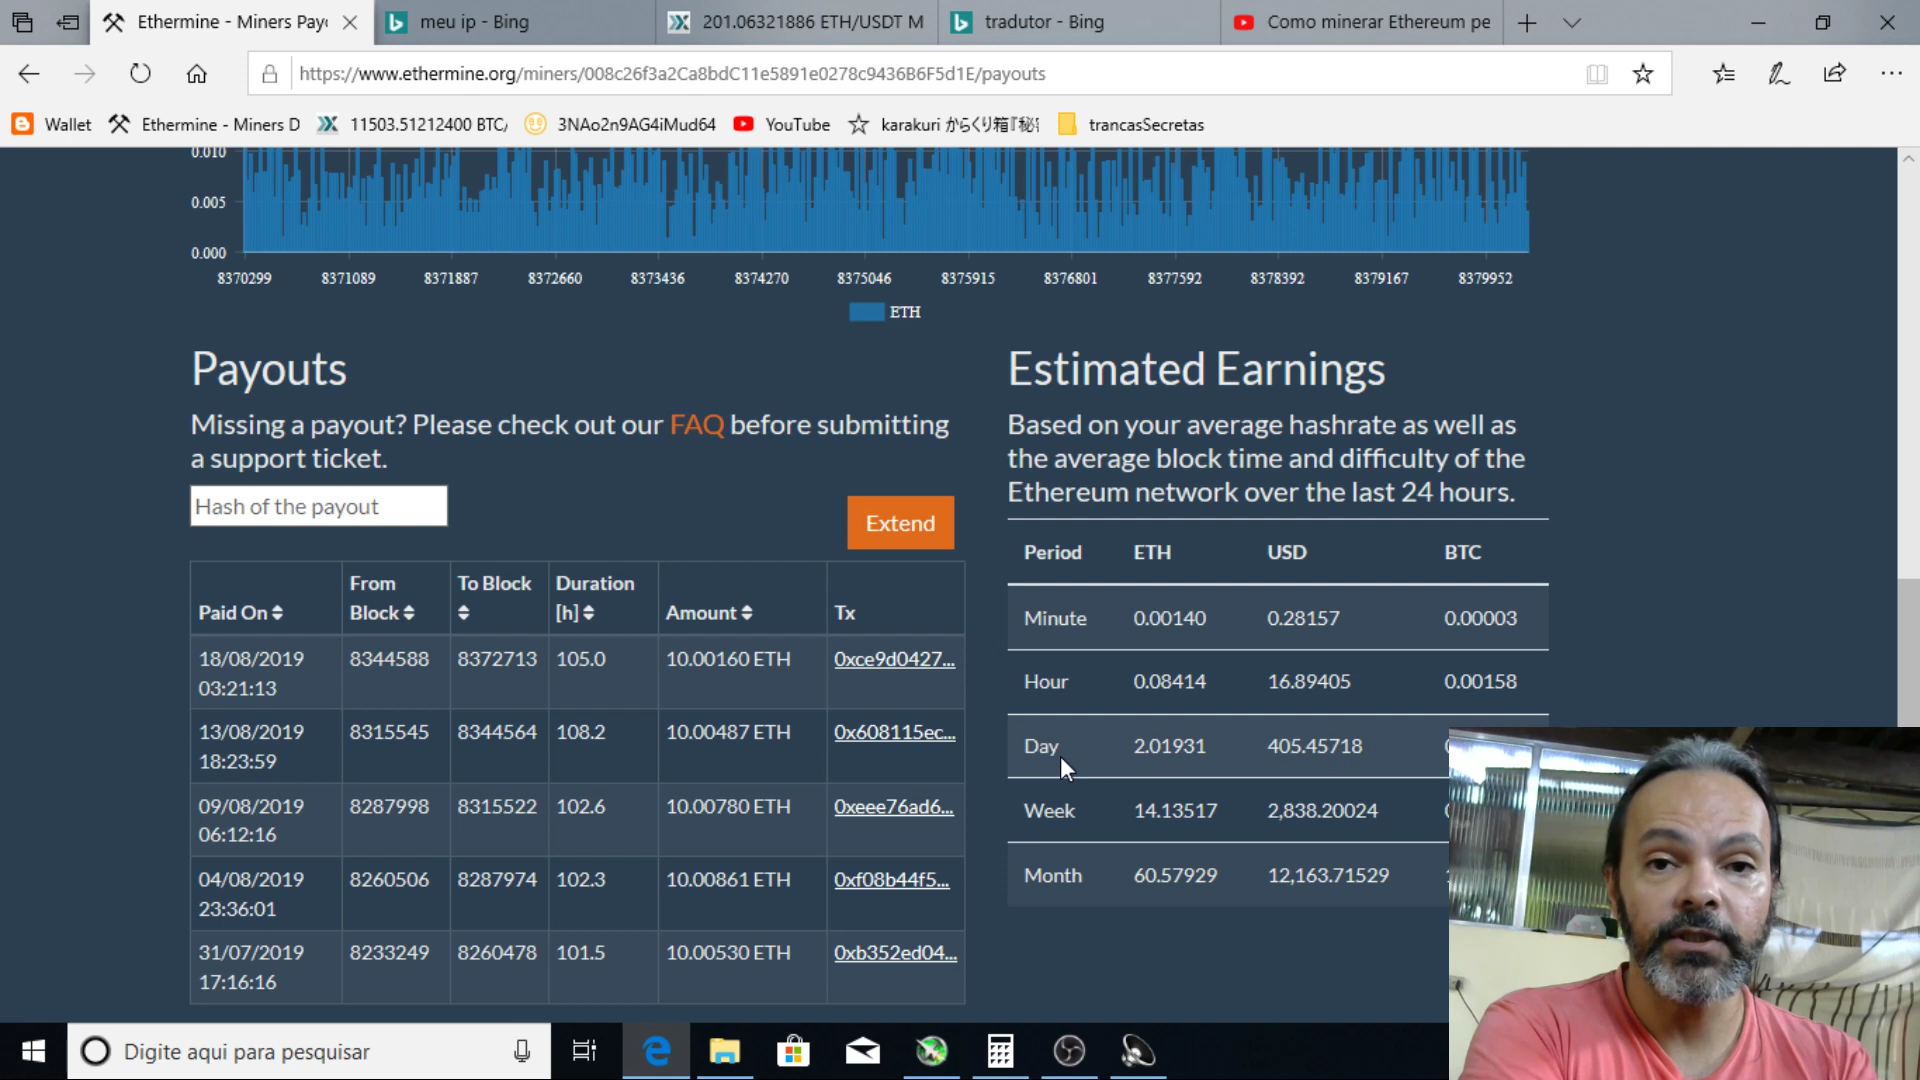 Ethermine - Miners Pay
meu ip - Bing
201.06321886 ETH/USDT M
tradutor - Bing
Como minerar Ethereum pe
https://www.ethermine.org/miners/008c26f3a2Ca8bdC11e5891e0278c9436B6F5d1E/payouts
Wallet
Ethermine - Miners D
11503.51212400 BTC/
3NAo2n9AG4iMud64
YouTube
karakuri からくり箱『秘
trancasSecretas
0.010
0.005
0.000
8370299 8371089 8371887 8372660 8373436 8374270 8375046 8375915 8376801 8377592 8378392 8379167 8379952
ETH
Payouts
Missing a payout? Please check out our FAQ before submitting
a support ticket.
Hash of the payout
Extend
Paid On From Block To Block Duration [h] Amount Tx
18/08/2019 03:21:13 8344588 8372713 105.0 10.00160 ETH 0xce9d0427...
13/08/2019 18:23:59 8315545 8344564 108.2 10.00487 ETH 0x608115ec...
09/08/2019 06:12:16 8287998 8315522 102.6 10.00780 ETH 0xeee76ad6...
04/08/2019 23:36:01 8260506 8287974 102.3 10.00861 ETH 0xf08b44f5...
31/07/2019 17:16:16 8233249 8260478 101.5 10.00530 ETH 0xb352ed04...
Estimated Earnings
Based on your average hashrate as well as
the average block time and difficulty of the
Ethereum network over the last 24 hours.
Period ETH USD BTC
Minute 0.00140 0.28157 0.00003
Hour 0.08414 16.89405 0.00158
Day 2.01931 405.45718
Week 14.13517 2,838.20024
Month 60.57929 12,163.71529
Digite aqui para pesquisar